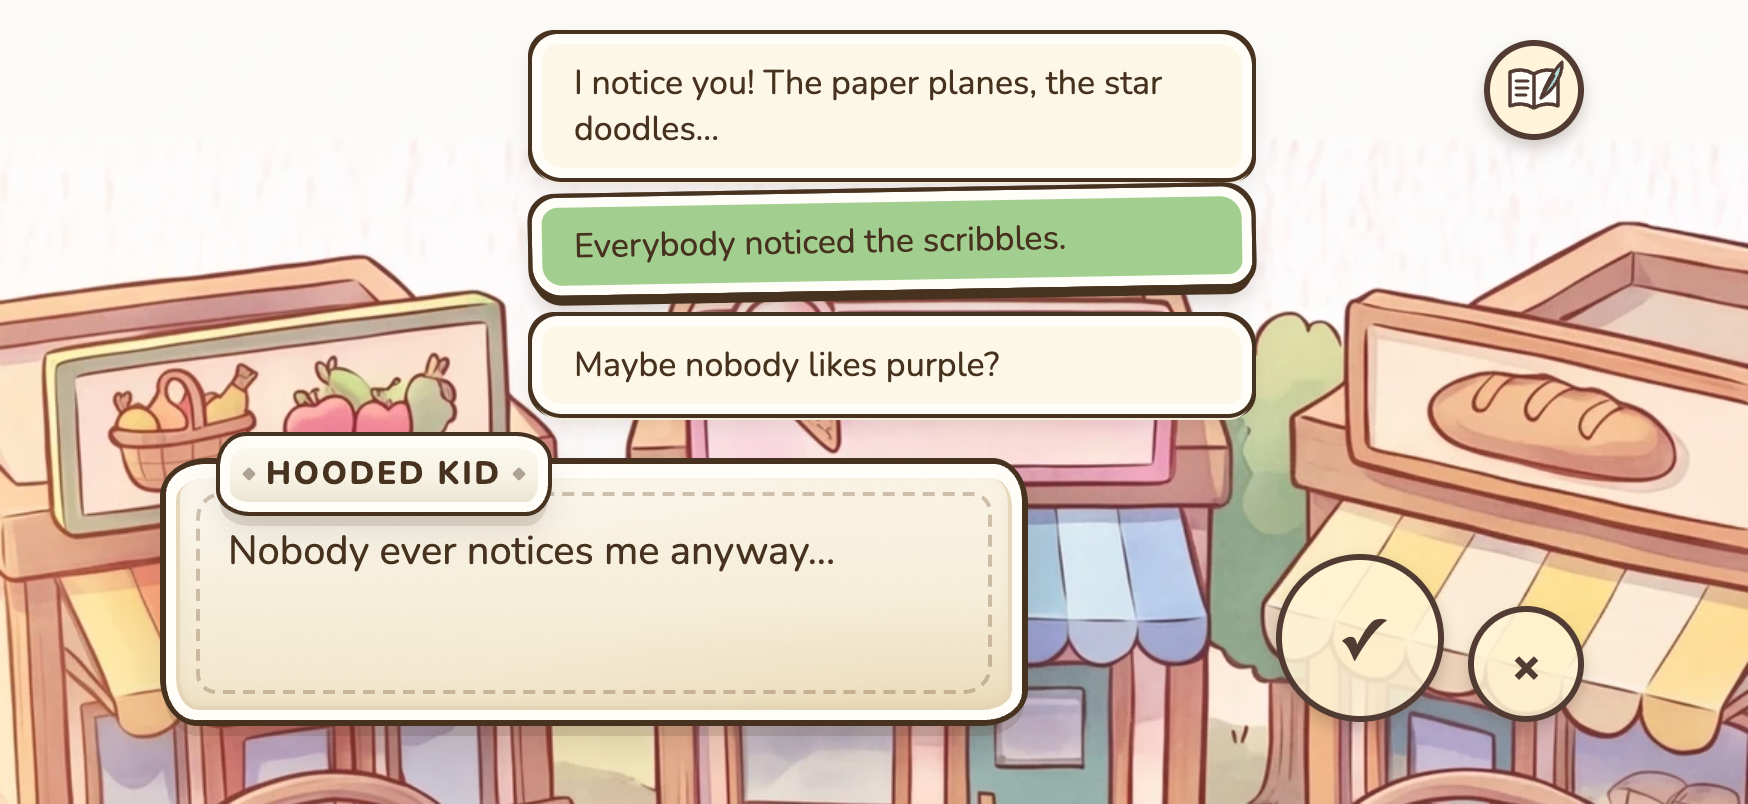 I notice you! The paper planes, the star
doodles...
Everybody noticed the scribbles.
Maybe nobody likes purple?
HOODED KID
Nobody ever notices me anyway...